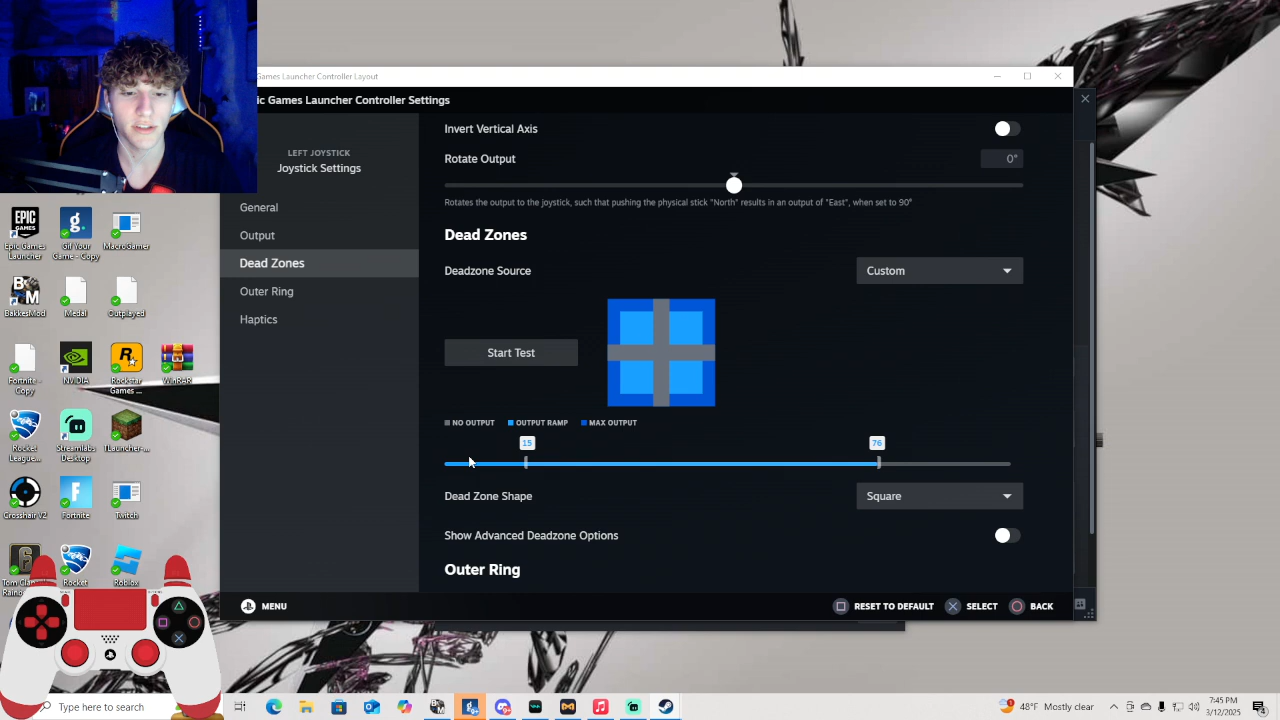 Games Launcher Controller Layout
ic Games Launcher Controller Settings
LEFT JOYSTICK
Joystick Settings
General
Output
Dead Zones
Outer Ring
Haptics
Invert Vertical Axis
Rotate Output
0°
Rotates the output to the joystick, such that pushing the physical stick "North" results in an output of "East", when set to 90°
Dead Zones
Deadzone Source
Custom
Start Test
NO OUTPUT
OUTPUT RAMP
MAX OUTPUT
15
76
Dead Zone Shape
Square
Show Advanced Deadzone Options
Outer Ring
MENU
RESET TO DEFAULT
SELECT
BACK
Epic Games
Launcher
Gif Your
Game - Copy
MacroGamer
BakkesMod
Medal
Outplayed
Fortnite -
Copy
NVIDIA
Rockstar
Games ...
WinRAR
Rocket
League...
Streamlabs
Desktop
TLauncher-...
Crosshair V2
Fortnite
Twitch
Tom Clan
Rainbo
Rocket
Roblox
Type here to search
48°F Mostly clear
7:45 PM
3/12/2025